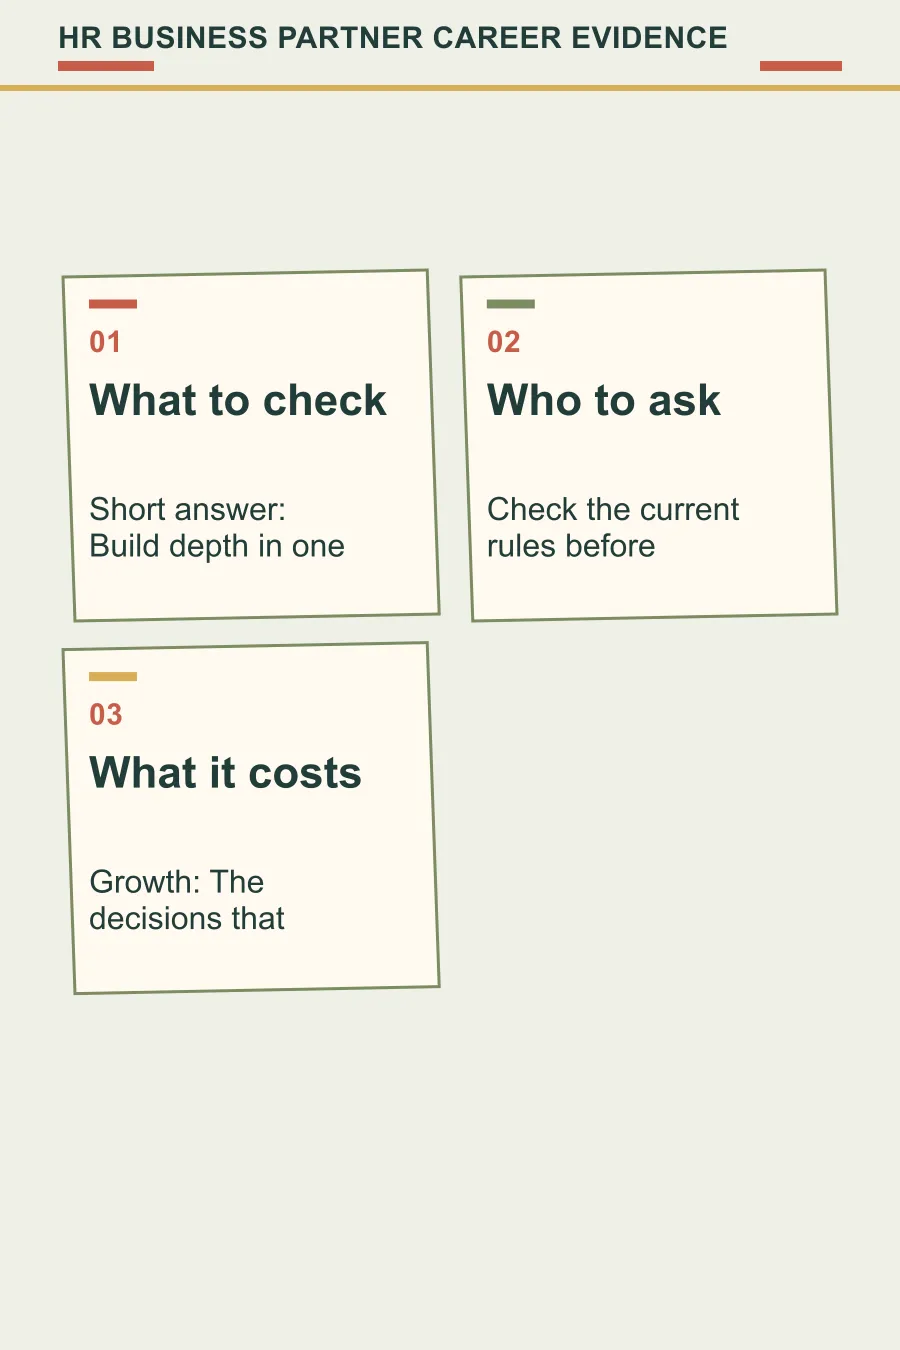 HR BUSINESS PARTNER CAREER EVIDENCE
01
What to check
Short answer:
Build depth in one
02
Who to ask
Check the current
rules before
03
What it costs
Growth: The
decisions that